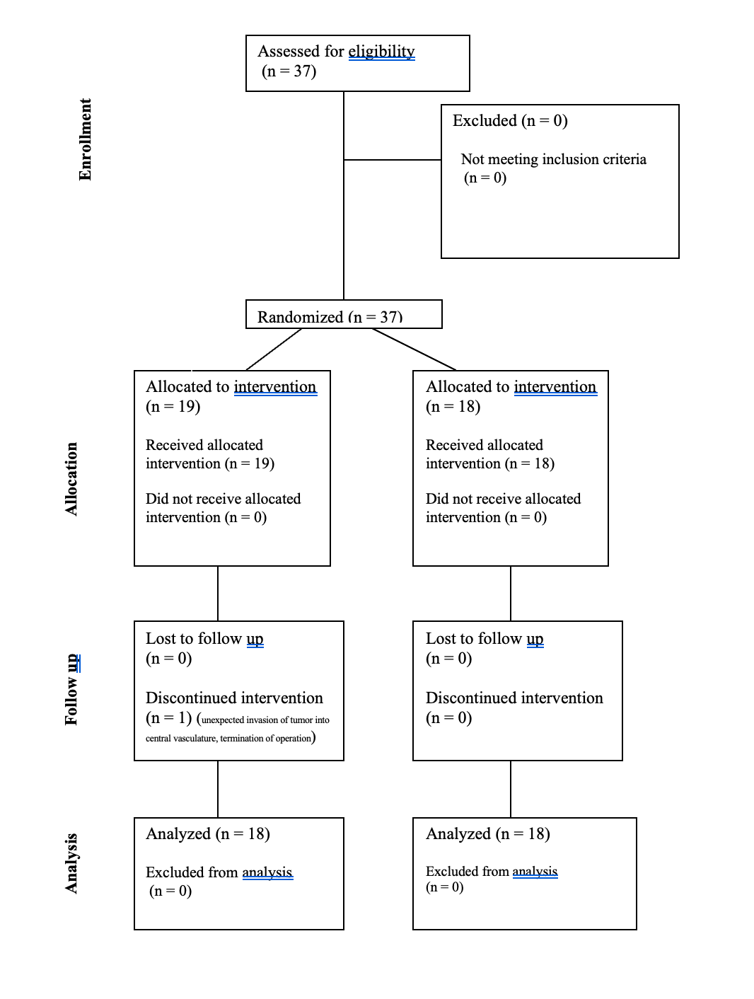 Assessed for eligibility
(n = 37)
Enrollment
Excluded (n = 0)
Not meeting inclusion criteria
(n = 0)
Randomized (n = 37)
Allocation
Allocated to intervention
(n = 19)
Received allocated
intervention (n = 19)
Did not receive allocated
intervention (n = 0)
Allocated to intervention
(n = 18)
Received allocated
intervention (n = 18)
Did not receive allocated
intervention (n = 0)
Follow up
Lost to follow up
(n = 0)
Discontinued intervention
(n = 1) (unexpected invasion of tumor into
central vasculature, termination of operation)
Lost to follow up
(n = 0)
Discontinued intervention
(n = 0)
Analysis
Analyzed (n = 18)
Excluded from analysis
(n = 0)
Analyzed (n = 18)
Excluded from analysis
(n = 0)